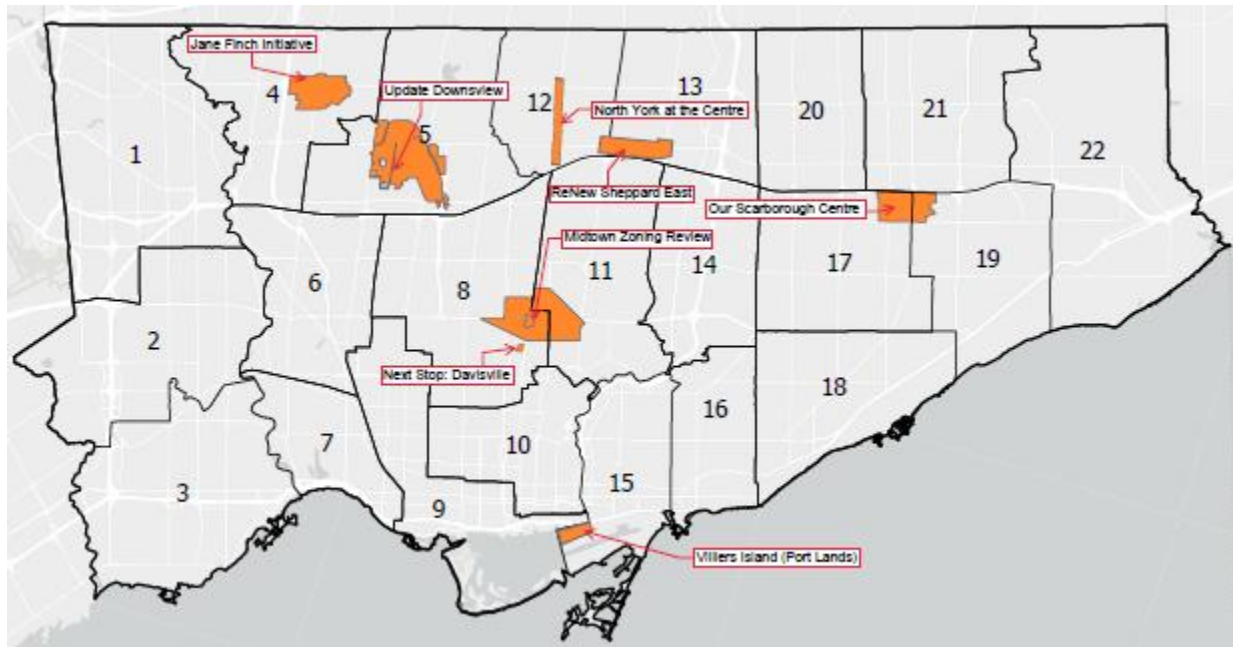 Jane Finch Initiative
4
Update Downsview
5
12
North York at the Centre
13
20
21
1
22
ReNew Sheppard East
Our Scarborough Centre
Midtown Zoning Review
6
8
11
14
17
19
2
Next Stop: Davisville
18
7
10
16
3
9
15
Villers Island (Port Lands)